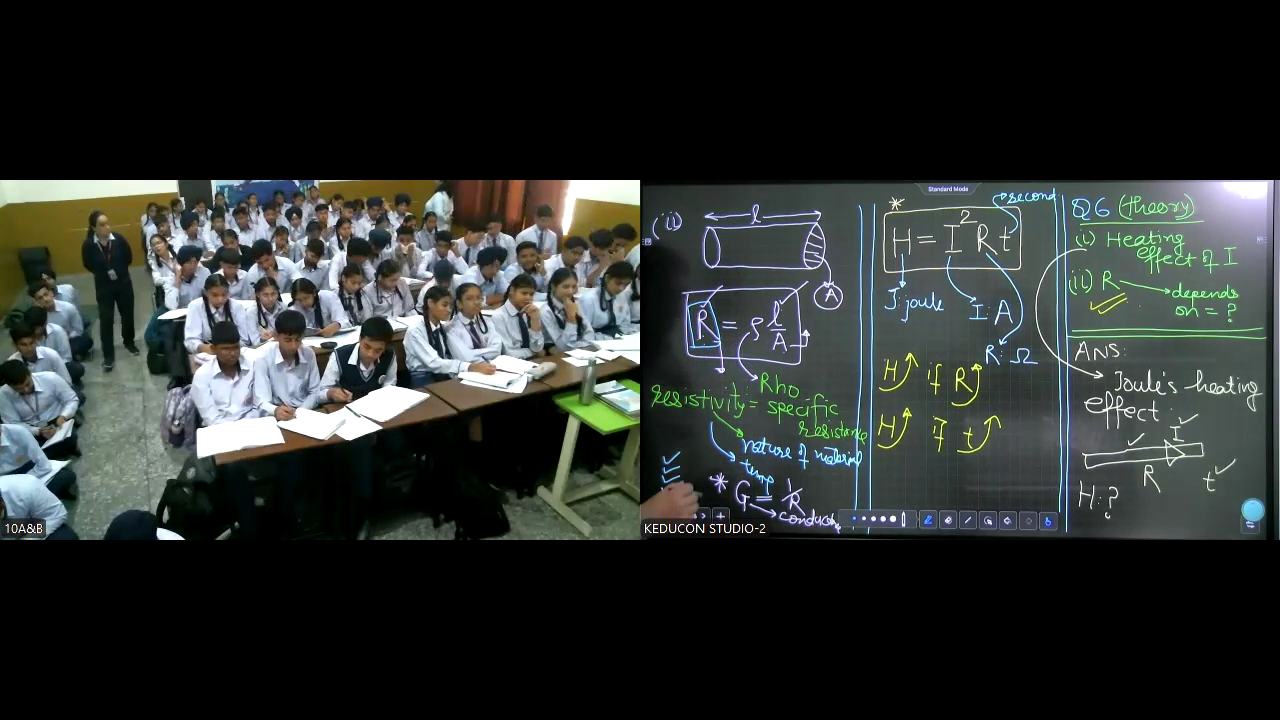 10A&B
KEDUCON STUDIO-2
Standard Mode
(ii)
l
A
R = ρ l/A
Rho
resistivity = specific
resistance
nature of material
temp
* G = 1/R
conduct
*
H = I²Rt
second
J: joule
I: A
R: Ω
H if R
H if t
Q6 (theory)
(i) Heating
effect of I
(ii) R
depends
on = ?
ANS:
Joule's heating
effect:
I
R
t
H: ?